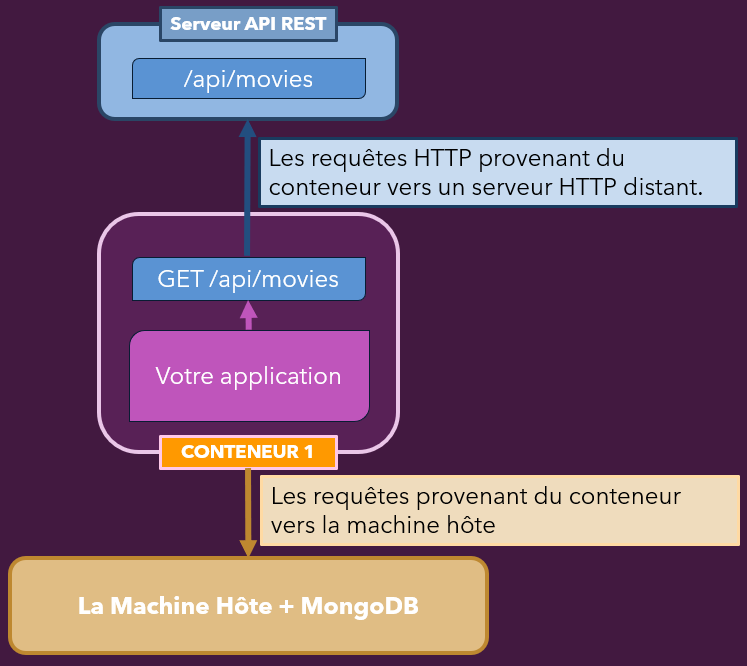 Serveur API REST
/api/movies
Les requêtes HTTP provenant du
conteneur vers un serveur HTTP distant.
GET /api/movies
Votre application
CONTENEUR 1
Les requêtes provenant du conteneur
vers la machine hôte
La Machine Hôte + MongoDB